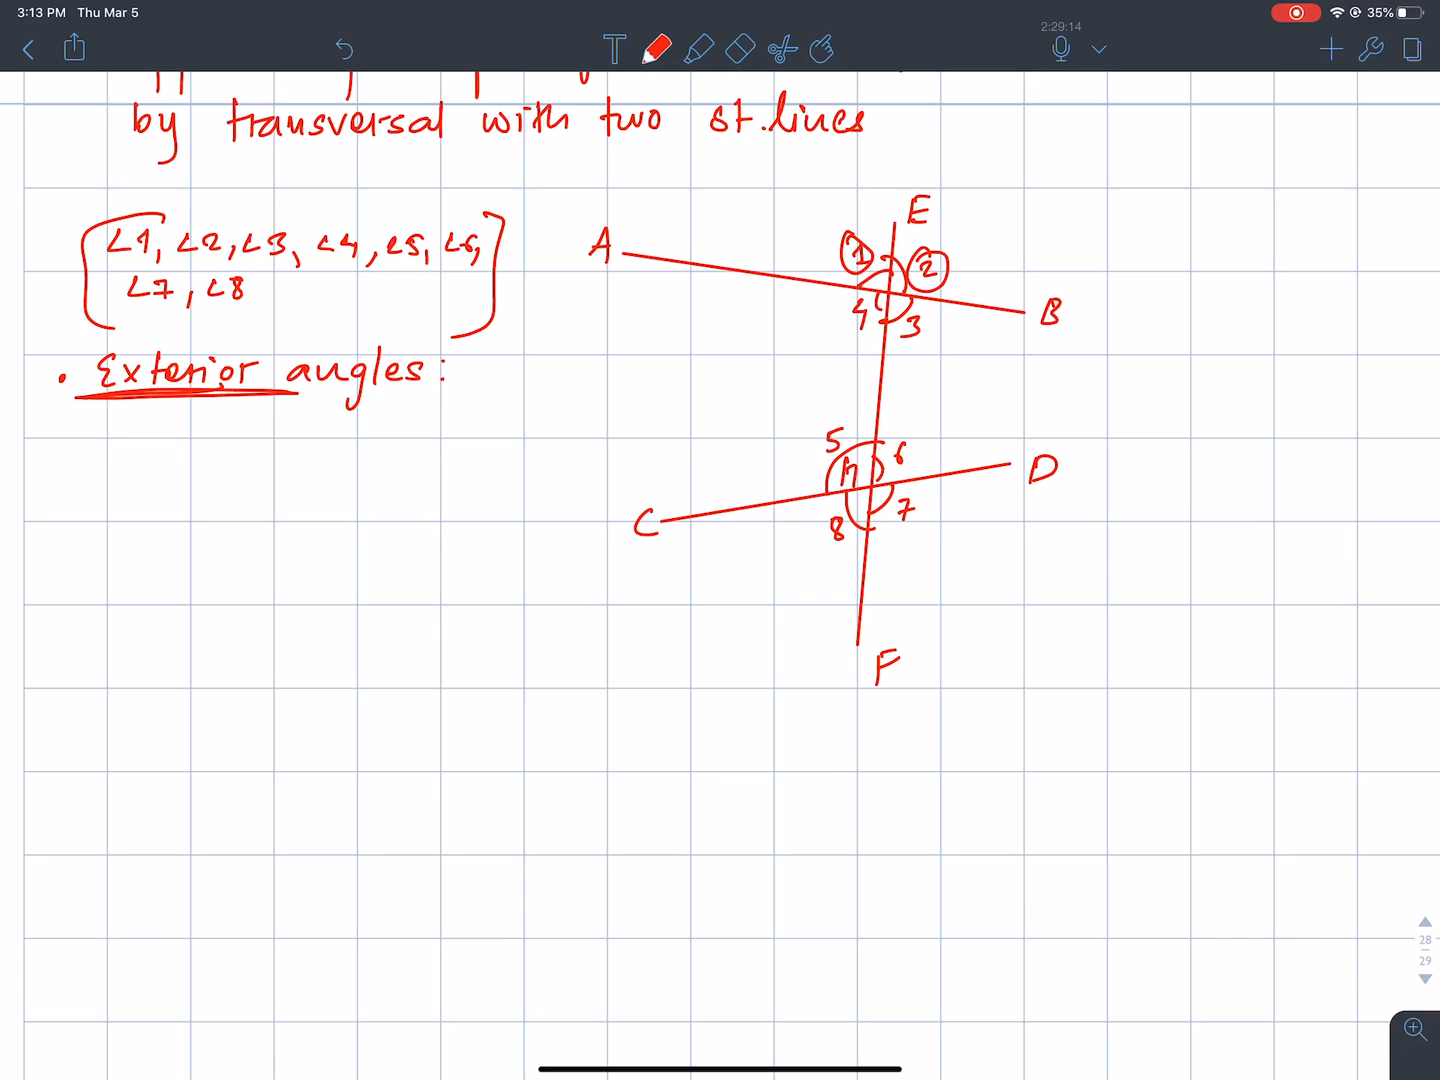 3:13 PM Thu Mar 5
35%
2:29:14
by transversal with two st.lines
∠1, ∠2, ∠3, ∠4, ∠5, ∠6,
∠7, ∠8
• Exterior angles:
E
A
1
2
4
3
B
5
6
D
C
8
7
F
28
29